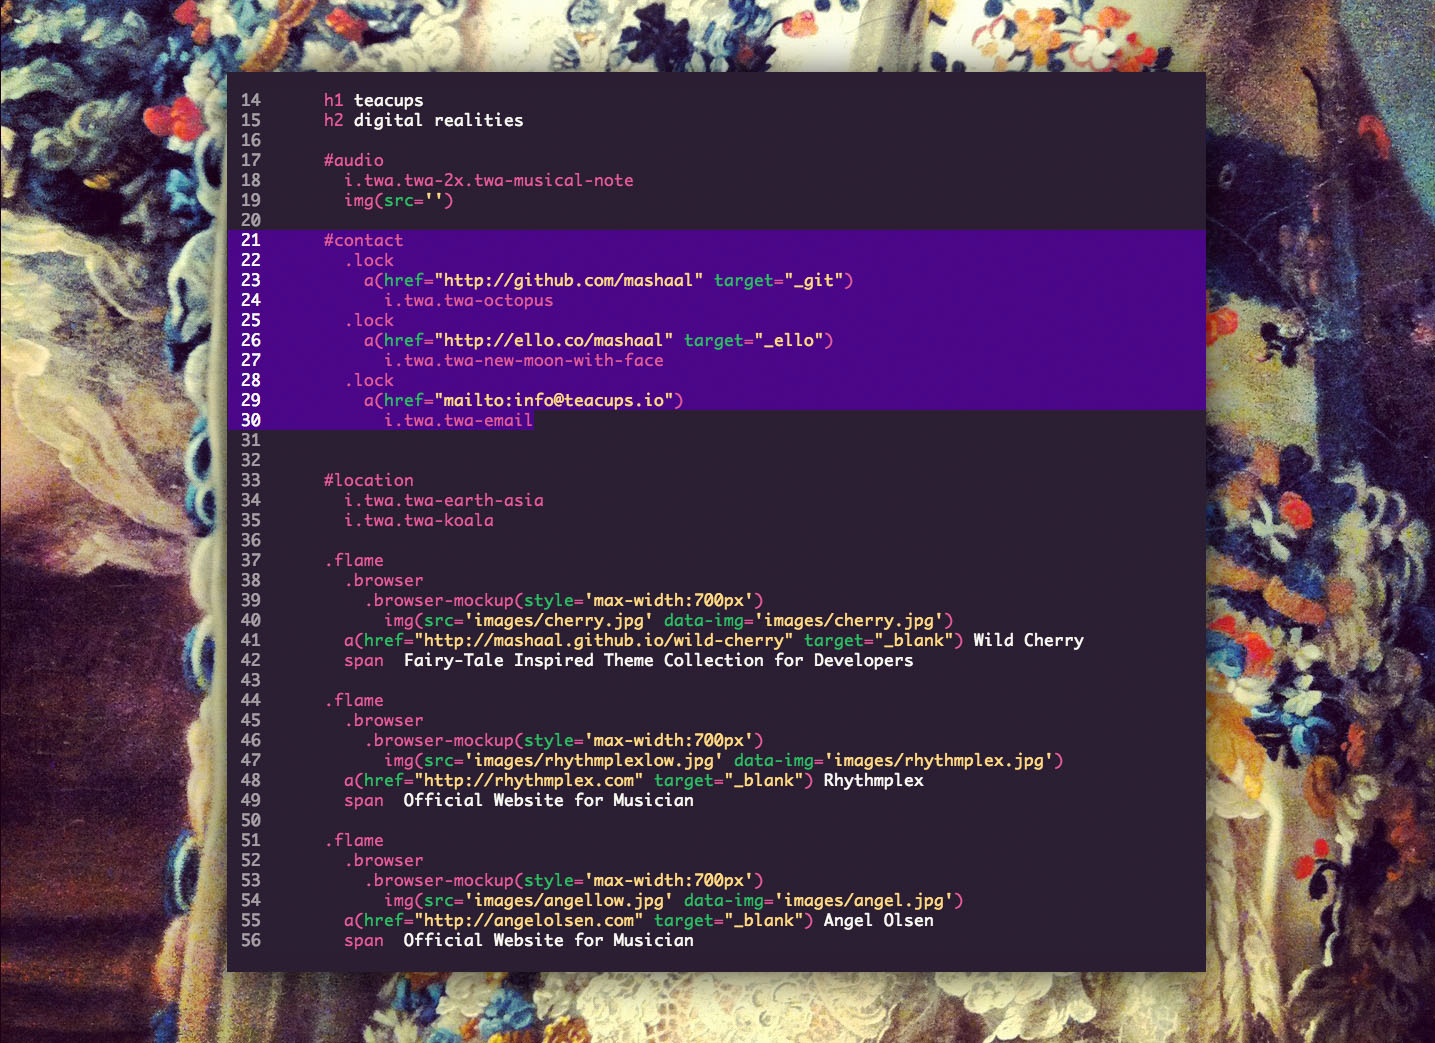 14 h1 teacups
15 h2 digital realities
16
17 #audio
18 i.twa.twa-2x.twa-musical-note
19 img(src='')
20
21 #contact
22 .lock
23 a(href="http://github.com/mashaal" target="_git")
24 i.twa.twa-octopus
25 .lock
26 a(href="http://ello.co/mashaal" target="_ello")
27 i.twa.twa-new-moon-with-face
28 .lock
29 a(href="mailto:info@teacups.io")
30 i.twa.twa-email
31
32
33 #location
34 i.twa.twa-earth-asia
35 i.twa.twa-koala
36
37 .flame
38 .browser
39 .browser-mockup(style='max-width:700px')
40 img(src='images/cherry.jpg' data-img='images/cherry.jpg')
41 a(href="http://mashaal.github.io/wild-cherry" target="_blank") Wild Cherry
42 span  Fairy-Tale Inspired Theme Collection for Developers
43
44 .flame
45 .browser
46 .browser-mockup(style='max-width:700px')
47 img(src='images/rhythmplexlow.jpg' data-img='images/rhythmplex.jpg')
48 a(href="http://rhythmplex.com" target="_blank") Rhythmplex
49 span  Official Website for Musician
50
51 .flame
52 .browser
53 .browser-mockup(style='max-width:700px')
54 img(src='images/angellow.jpg' data-img='images/angel.jpg')
55 a(href="http://angelolsen.com" target="_blank") Angel Olsen
56 span  Official Website for Musician